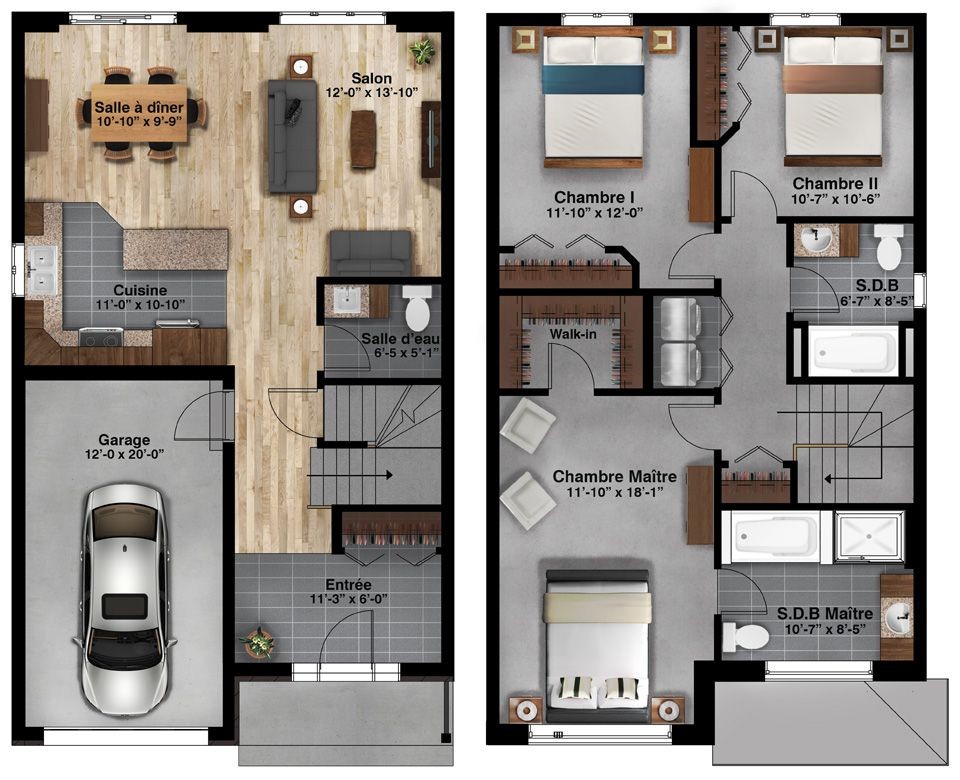 Salle à dîner
10'-10" x 9'-9"
Salon
12'-0" x 13'-10"
Cuisine
11'-0" x 10-10"
Salle d'eau
6'-5 x 5'-1"
Garage
12'-0 x 20'-0"
Entrée
11'-3" x 6'-0"
Chambre I
11'-10" x 12'-0"
Chambre II
10'-7" x 10'-6"
S.D.B
6'-7" x 8'-5"
Walk-in
Chambre Maître
11'-10" x 18'-1"
S.D.B Maître
10'-7" x 8'-5"